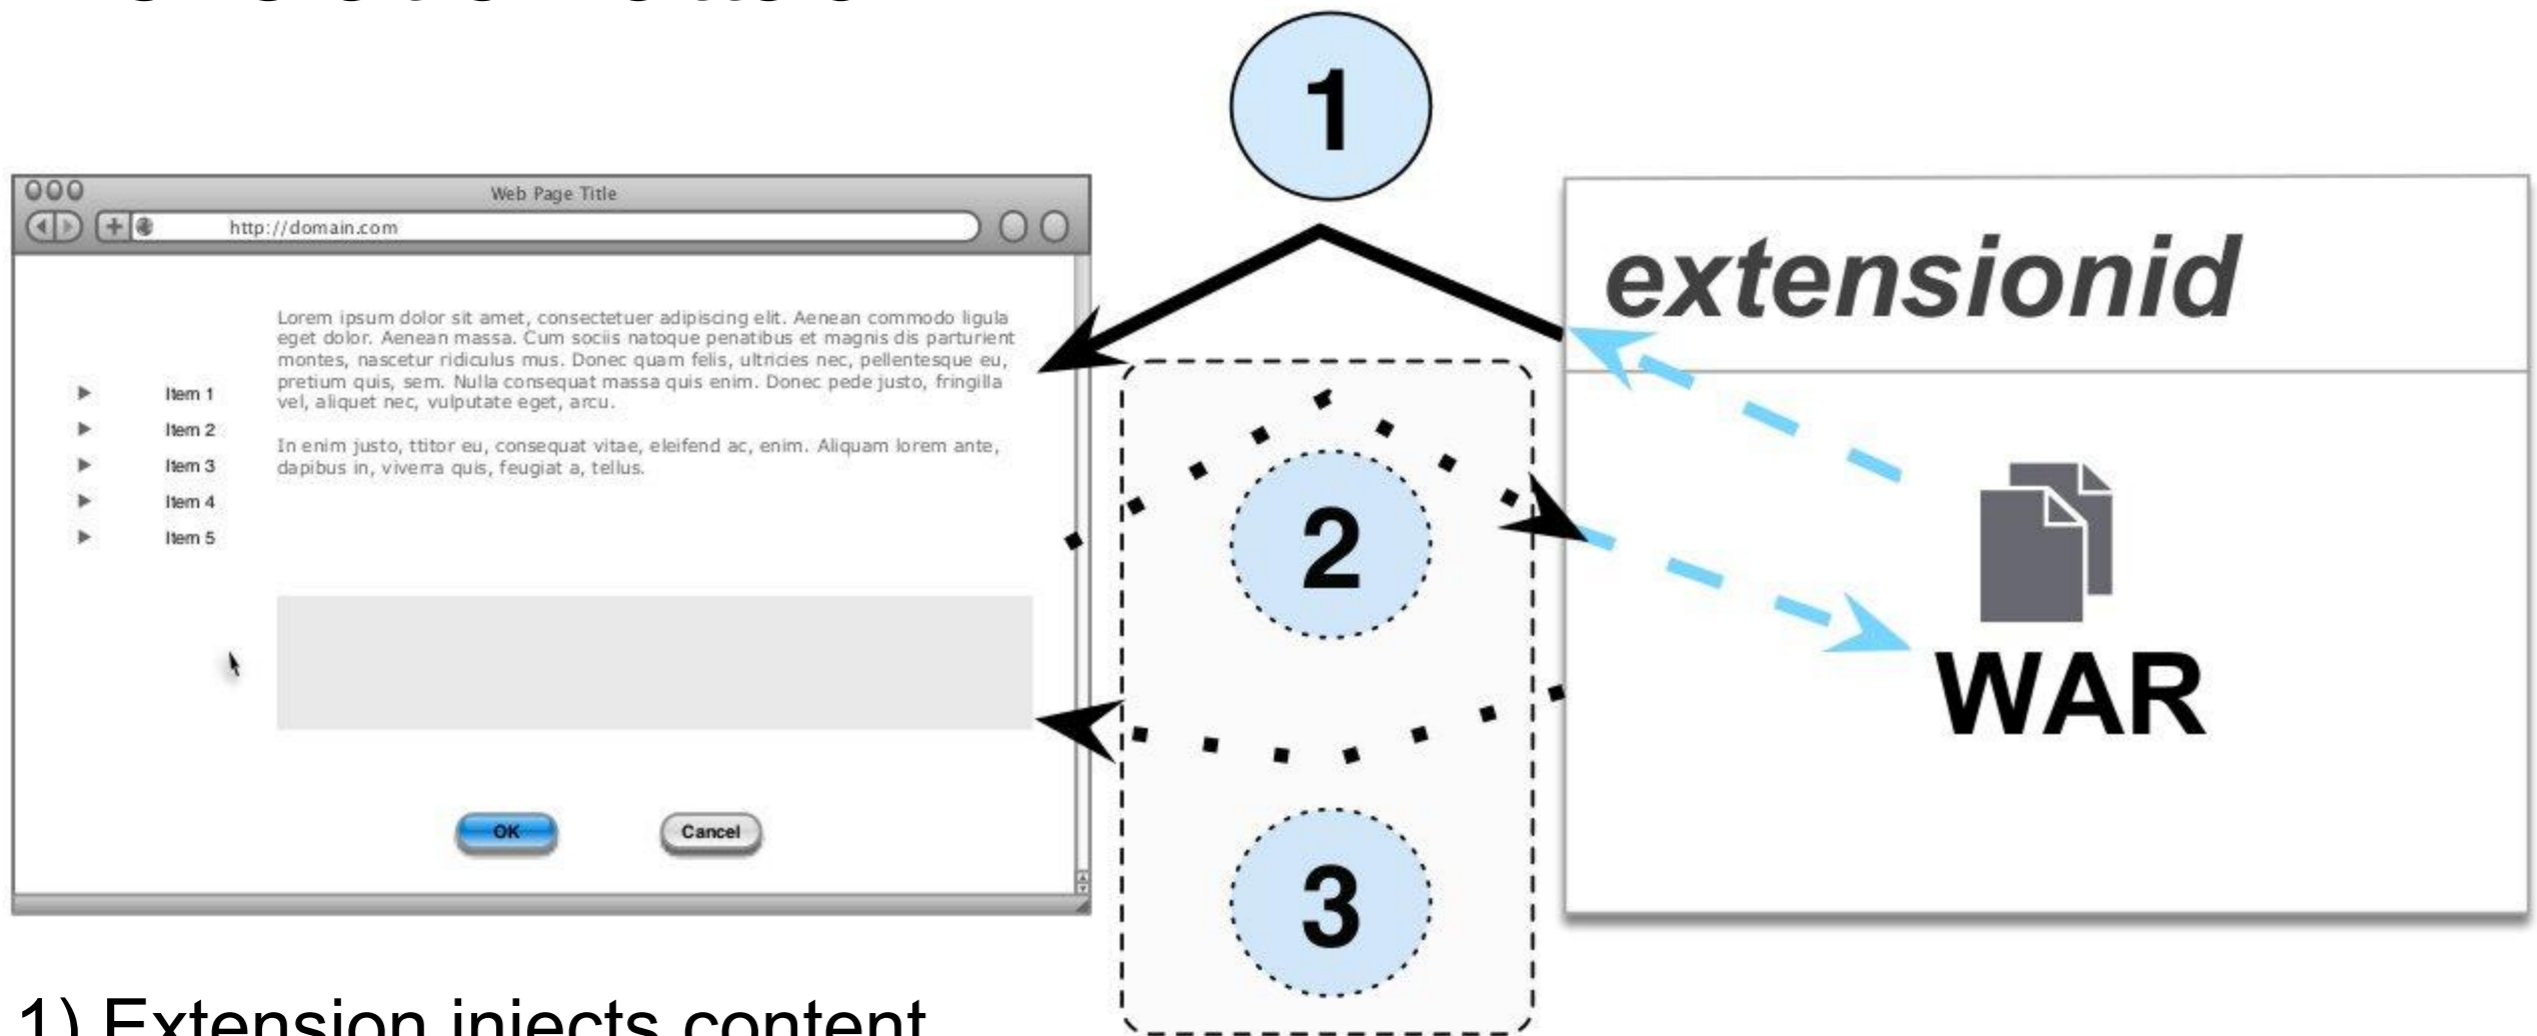 1
Web Page Title
http://domain.com
extensionid
Lorem ipsum dolor sit amet, consectetuer adipiscing elit. Aenean commodo ligula
eget dolor. Aenean massa. Cum sociis natoque penatibus et magnis dis parturient
montes, nascetur ridiculus mus. Donec quam felis, ultricies nec, pellentesque eu,
pretium quis, sem. Nulla consequat massa quis enim. Donec pede justo, fringilla
vel, aliquet nec, vulputate eget, arcu.
In enim justo, ttitor eu, consequat vitae, eleifend ac, enim. Aliquam lorem ante,
dapibus in, viverra quis, feugiat a, tellus.
Item 1
Item 2
Item 3
Item 4
Item 5
2
WAR
OK
Cancel
3
1) Extension injects content